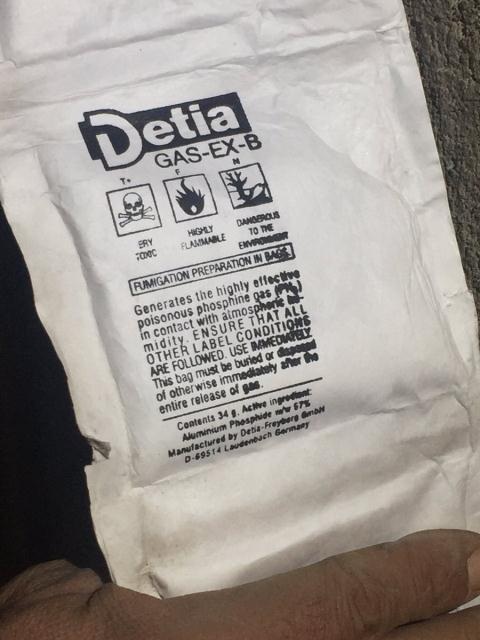 Detia
GAS-EX-B
T+ F N
ERY TOXIC
HIGHLY FLAMMABLE
DANGEROUS TO THE ENVIRONMENT
FUMIGATION PREPARATION IN BAGS
Generates the highly effective
poisonous phosphine gas
in contact with atmospheric hu-
midity. ENSURE THAT ALL
OTHER LABEL CONDITIONS
ARE FOLLOWED. USE IMMEDIATELY.
This bag must be buried or disposed
of otherwise immediately after the
entire release of gas.
Contents 34 g. Active ingredient:
Aluminium Phosphide w/w 57%
Manufactured by Detia-Freyberg GmbH
D-69514 Laudenbach Germany